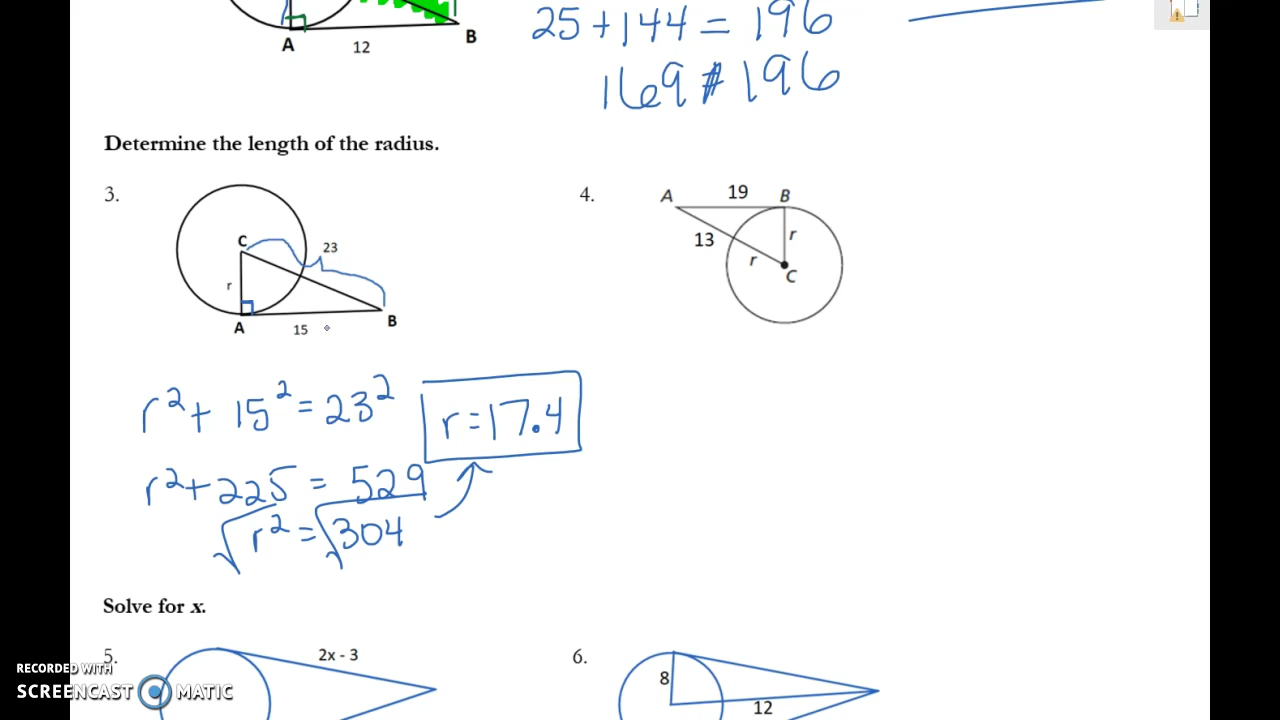 25 + 144 = 196
A
12
B
169 ≠ 196
Determine the length of the radius.
3.
C
23
r
A
15
B
4.
A
19
B
13
r
r
C
r² + 15² = 23²
r = 17.4
r² + 225 = 529
√r² = √304
Solve for x.
5.
2x - 3
6.
8
12
RECORDED WITH
SCREENCAST MATIC